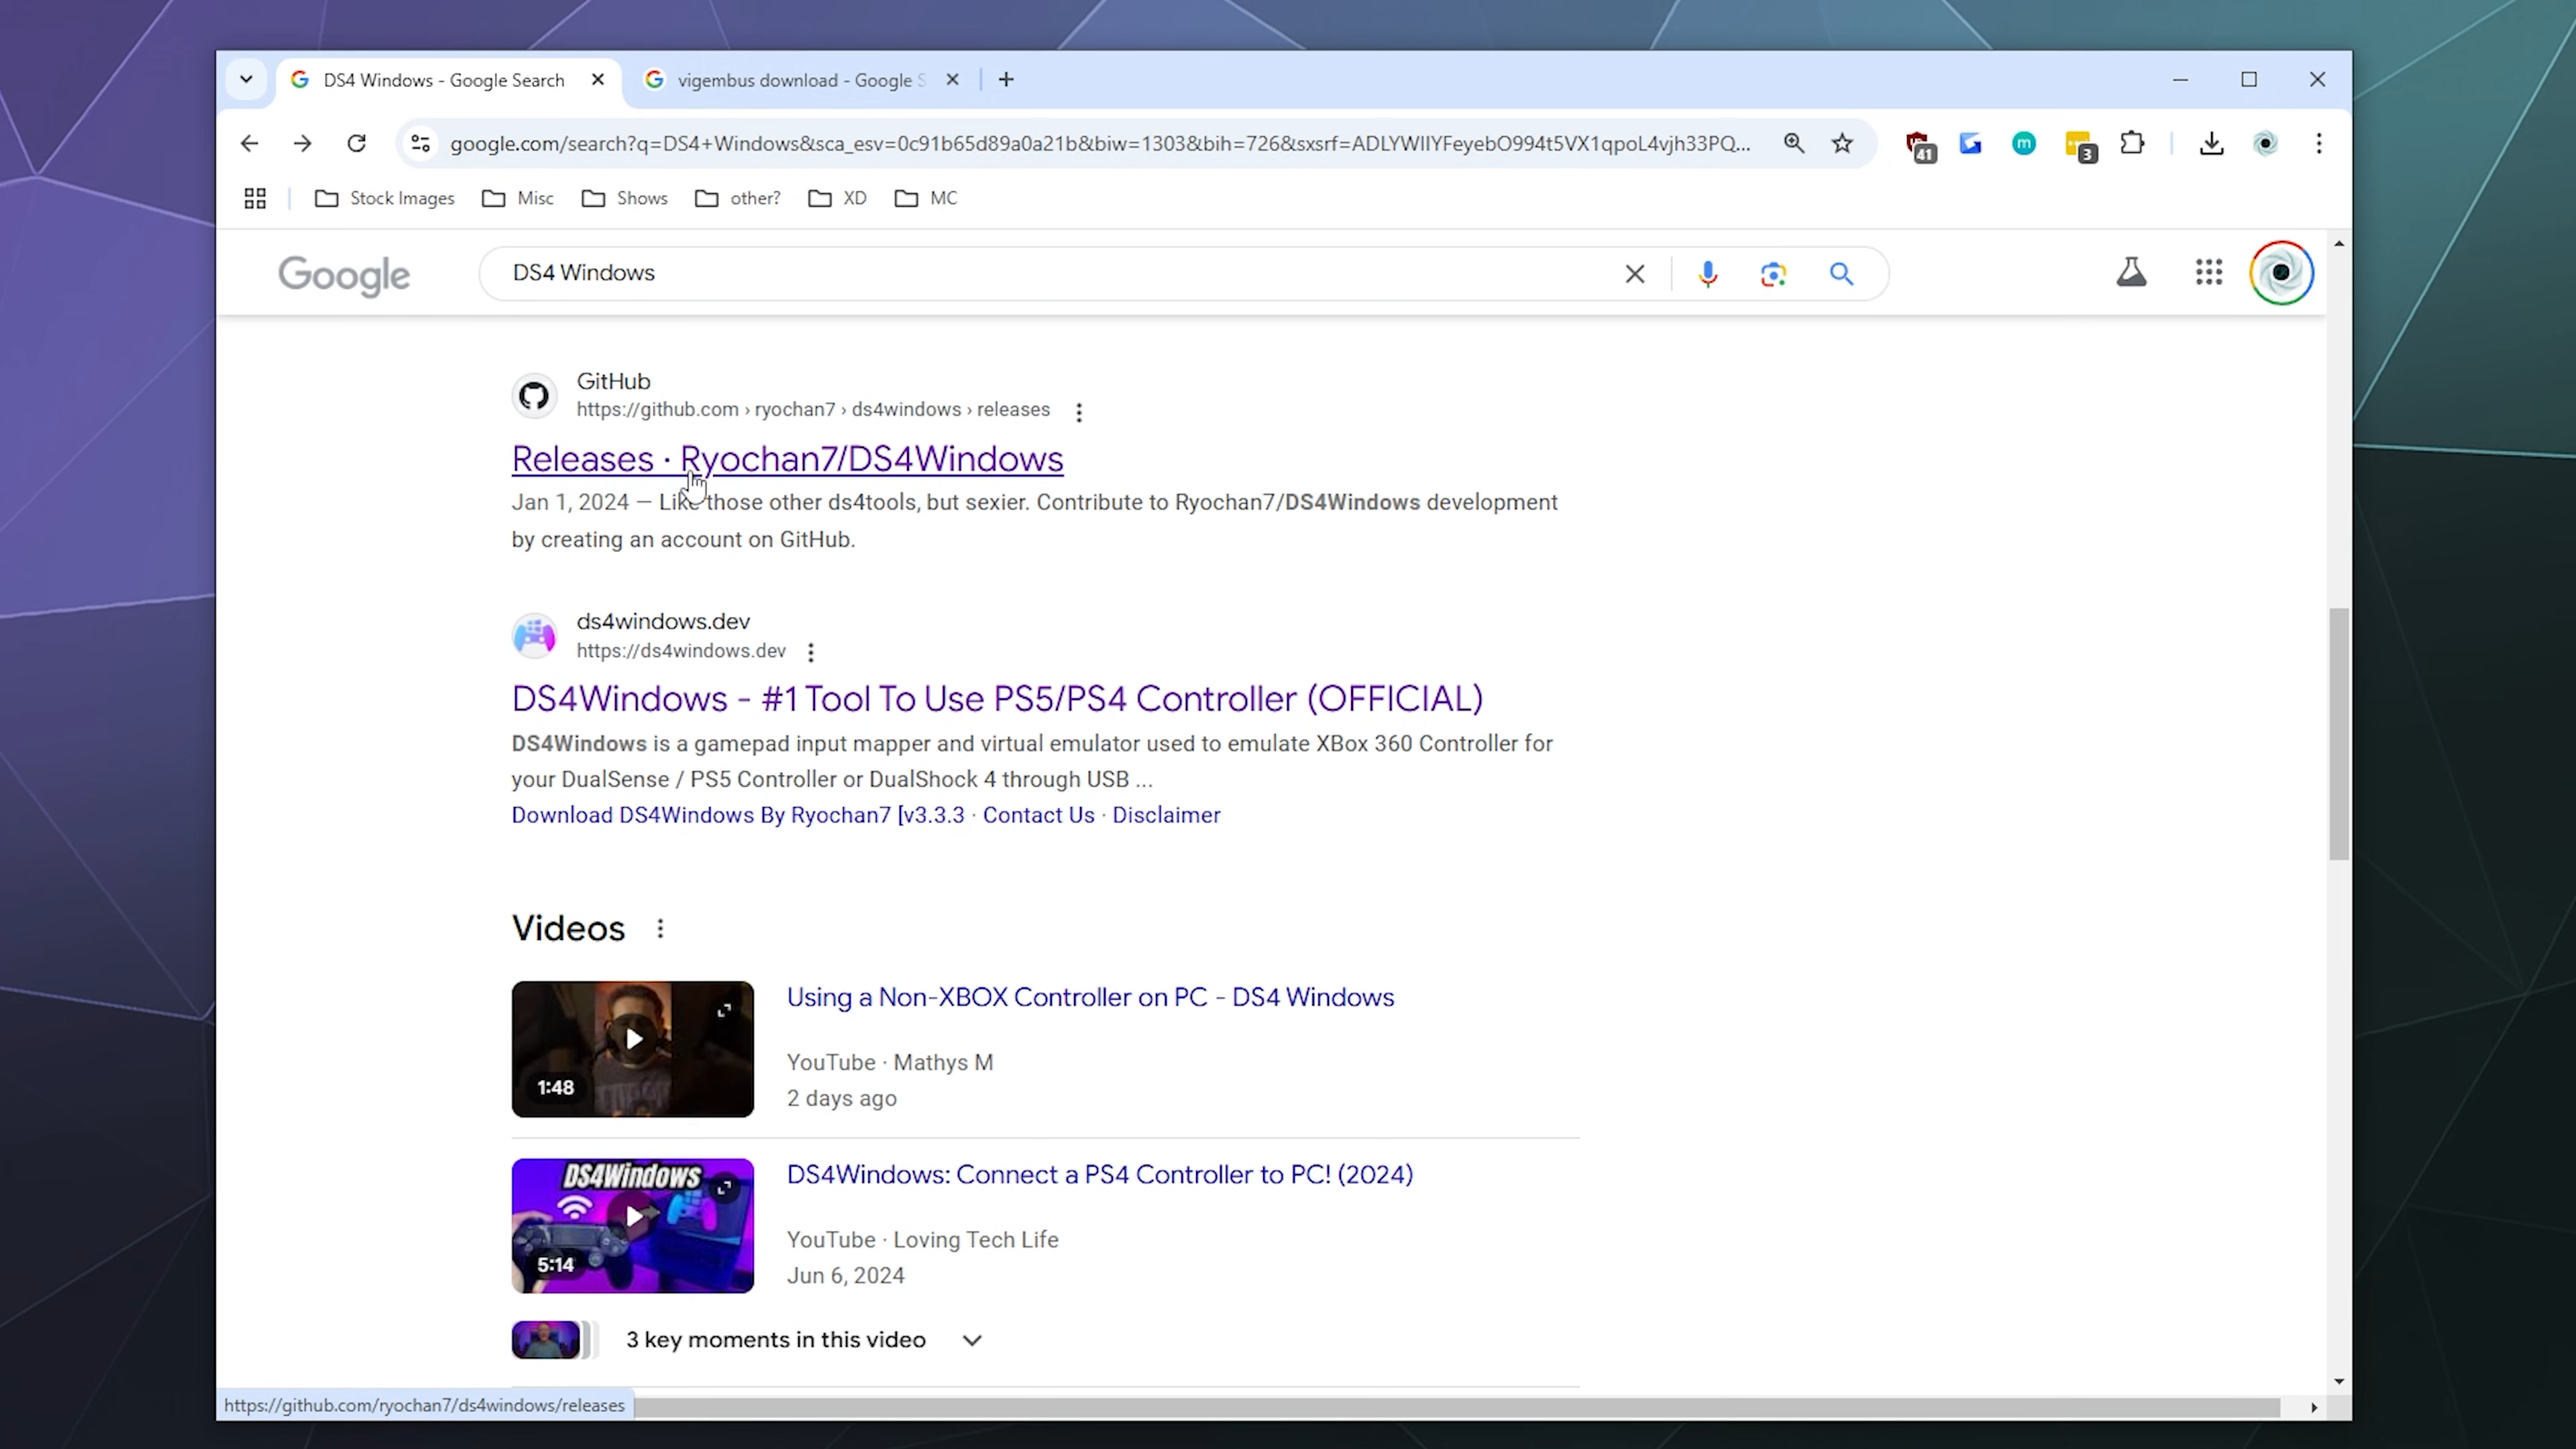 DS4 Windows - Google Search
vigembus download - Google S
google.com/search?q=DS4+Windows&sca_esv=0c91b65d89a0a21b&biw=1303&bih=726&sxsrf=ADLYWIIYFeyebO994t5VX1qpoL4vjh33PQ...
41
m
3
Stock Images
Misc
Shows
other?
XD
MC
Google
DS4 Windows
GitHub
https://github.com › ryochan7 › ds4windows › releases
Releases · Ryochan7/DS4Windows
Jan 1, 2024 — Like those other ds4tools, but sexier. Contribute to Ryochan7/DS4Windows development
by creating an account on GitHub.
ds4windows.dev
https://ds4windows.dev
DS4Windows - #1 Tool To Use PS5/PS4 Controller (OFFICIAL)
DS4Windows is a gamepad input mapper and virtual emulator used to emulate XBox 360 Controller for
your DualSense / PS5 Controller or DualShock 4 through USB ...
Download DS4Windows By Ryochan7 [v3.3.3 · Contact Us · Disclaimer
Videos
1:48
Using a Non-XBOX Controller on PC - DS4 Windows
YouTube · Mathys M
2 days ago
DS4Windows
5:14
DS4Windows: Connect a PS4 Controller to PC! (2024)
YouTube · Loving Tech Life
Jun 6, 2024
3 key moments in this video
https://github.com/ryochan7/ds4windows/releases